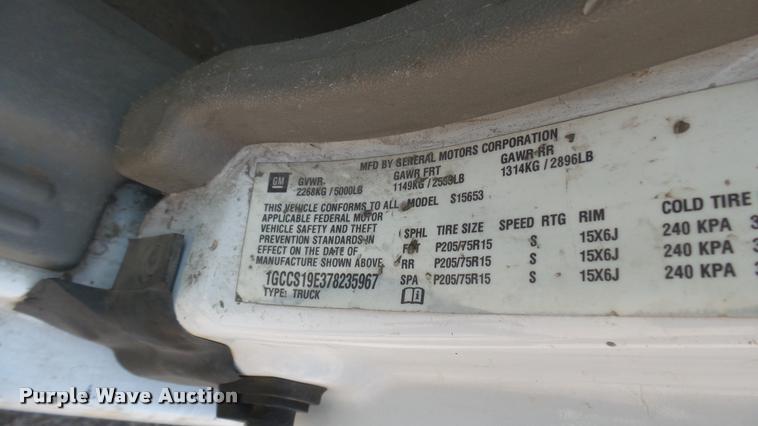 MFD BY GENERAL MOTORS CORPORATION
GM
GVWR GAWR FRT GAWR RR
2268KG / 5000LB 1149KG / 2533LB 1314KG / 2896LB
THIS VEHICLE CONFORMS TO ALL
APPLICABLE FEDERAL MOTOR
VEHICLE SAFETY AND THEFT
PREVENTION STANDARDS IN
EFFECT ON THE DATE OF
MANUFACTURE SHOWN ABOVE.
1GCCS19E378235967
TYPE: TRUCK
MODEL S15653
SPHL TIRE SIZE SPEED RTG RIM COLD TIRE
FRT P205/75R15 S 15X6J 240 KPA
RR P205/75R15 S 15X6J 240 KPA
SPA P205/75R15 S 15X6J 240 KPA
Purple Wave Auction